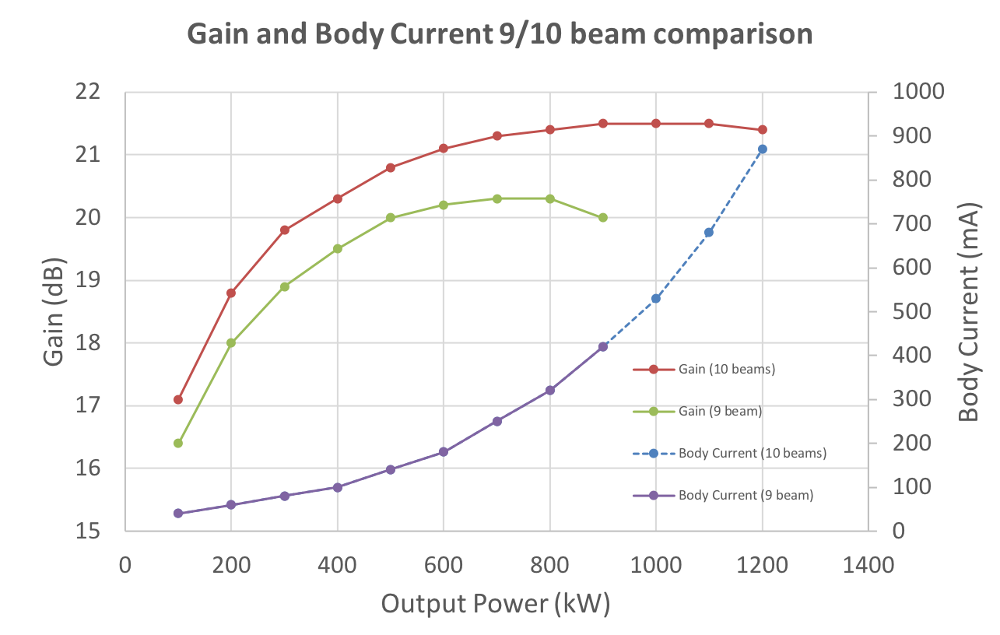 Gain and Body Current 9/10 beam comparison
22
21
20
19
18
17
16
15
Gain (dB)
1000
900
800
700
600
500
400
300
200
100
0
Body Current (mA)
Gain (10 beams)
Gain (9 beam)
Body Current (10 beams)
Body Current (9 beam)
0 200 400 600 800 1000 1200 1400
Output Power (kW)